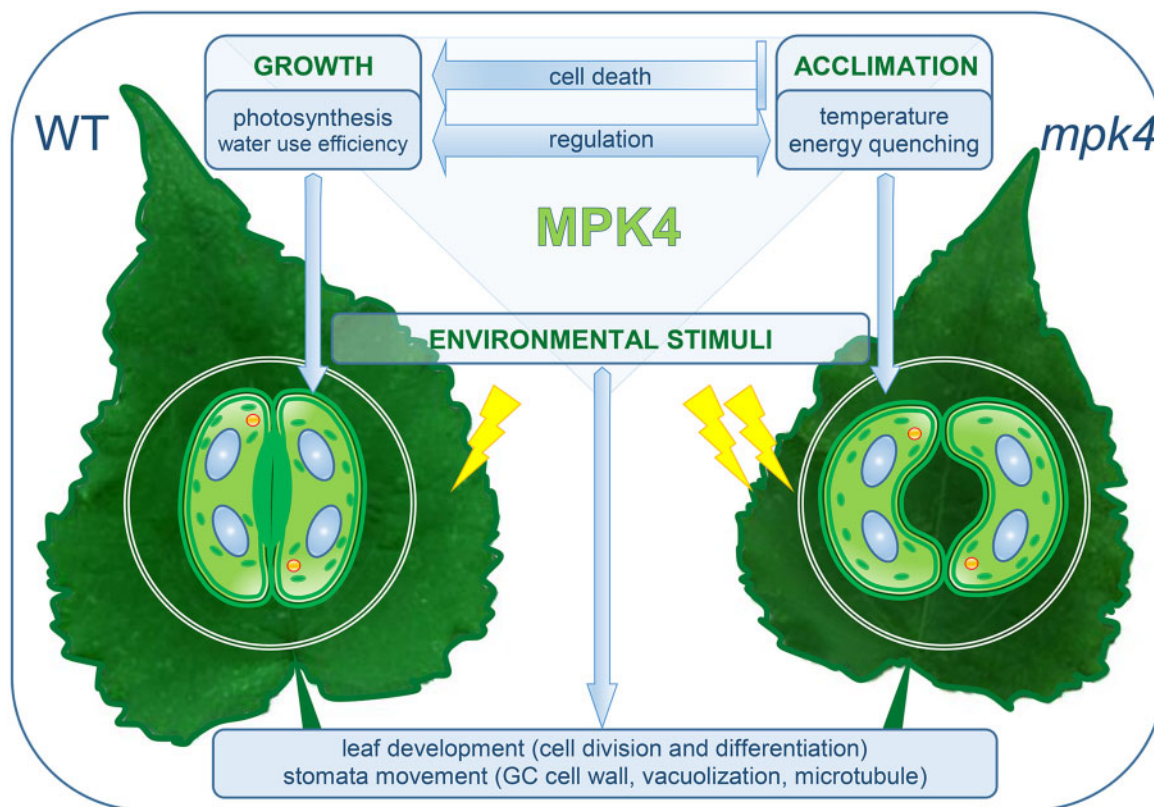 GROWTH
photosynthesis
water use efficiency
cell death
regulation
ACCLIMATION
temperature
energy quenching
WT
mpk4
MPK4
ENVIRONMENTAL STIMULI
leaf development (cell division and differentiation)
stomata movement (GC cell wall, vacuolization, microtubule)